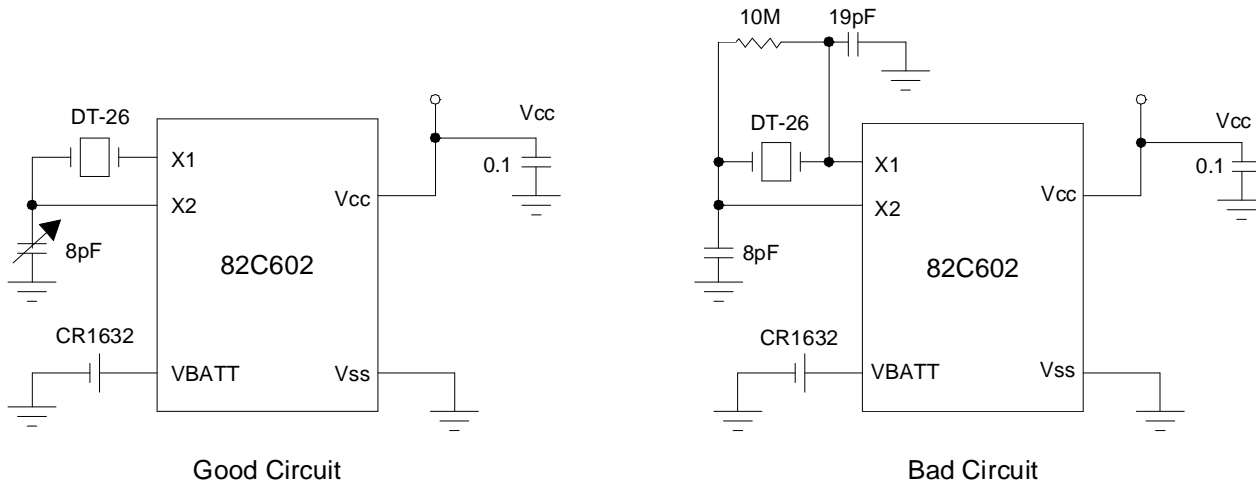 DT-26
X1
X2
8pF
82C602
Vcc
Vcc
0.1
CR1632
VBATT
Vss
Good Circuit
10M
19pF
DT-26
X1
X2
8pF
82C602
Vcc
Vcc
0.1
CR1632
VBATT
Vss
Bad Circuit